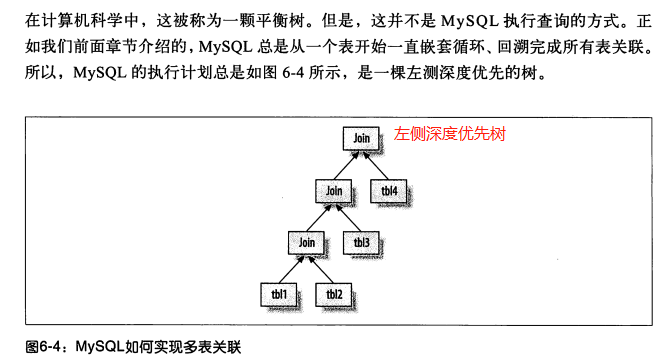 在计算机科学中，这被称为一颗平衡树。但是，这并不是 MySQL 执行查询的方式。正
如我们前面章节介绍的，MySQL 总是从一个表开始一直嵌套循环、回溯完成所有表关联。
所以，MySQL 的执行计划总是如图 6-4 所示，是一棵左测深度优先的树。
Join 左侧深度优先树
Join tbl4
Join tbl3
tbl1 tbl2
图6-4：MySQL如何实现多表关联